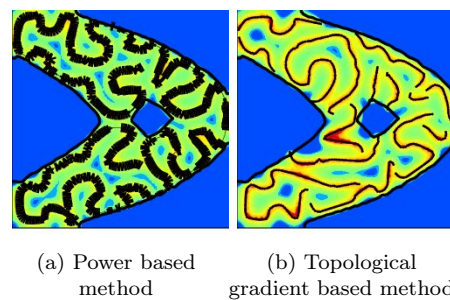 (a) Power based
method
(b) Topological
gradient based method